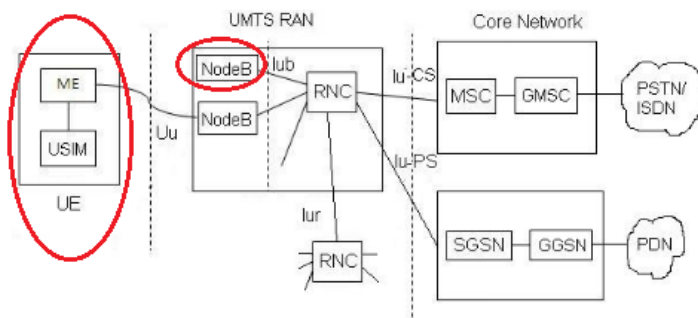 UMTS RAN
Core Network
NodeB
Iub
ME
RNC
Iu-CS
MSC
GMSC
PSTN/
ISDN
NodeB
Uu
USIM
UE
Iu-PS
Iur
RNC
SGSN
GGSN
PDN